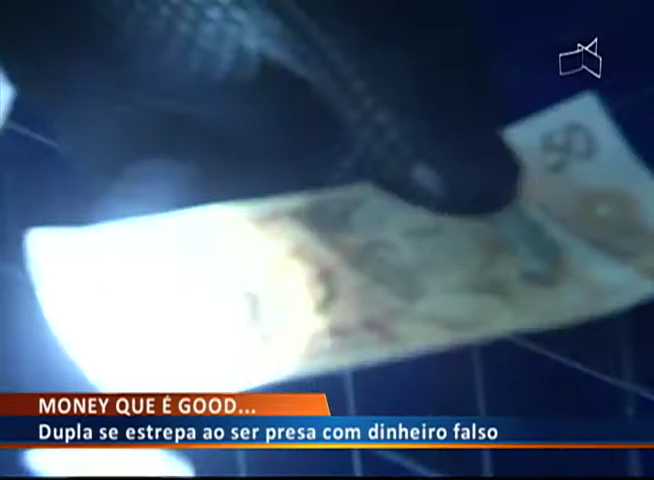 50
MONEY QUE É GOOD...
Dupla se estrepa ao ser presa com dinheiro falso